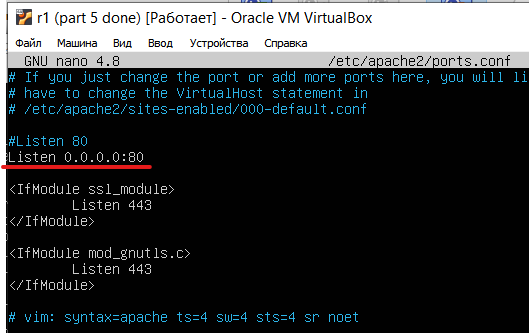 r1 (part 5 done) [Работает] - Oracle VM VirtualBox
Файл Машина Вид Ввод Устройства Справка
GNU nano 4.8 /etc/apache2/ports.conf
# If you just change the port or add more ports here, you will li
# have to change the VirtualHost statement in
# /etc/apache2/sites-enabled/000-default.conf
#Listen 80
Listen 0.0.0.0:80
<IfModule ssl_module>
Listen 443
</IfModule>
<IfModule mod_gnutls.c>
Listen 443
</IfModule>
# vim: syntax=apache ts=4 sw=4 sts=4 sr noet